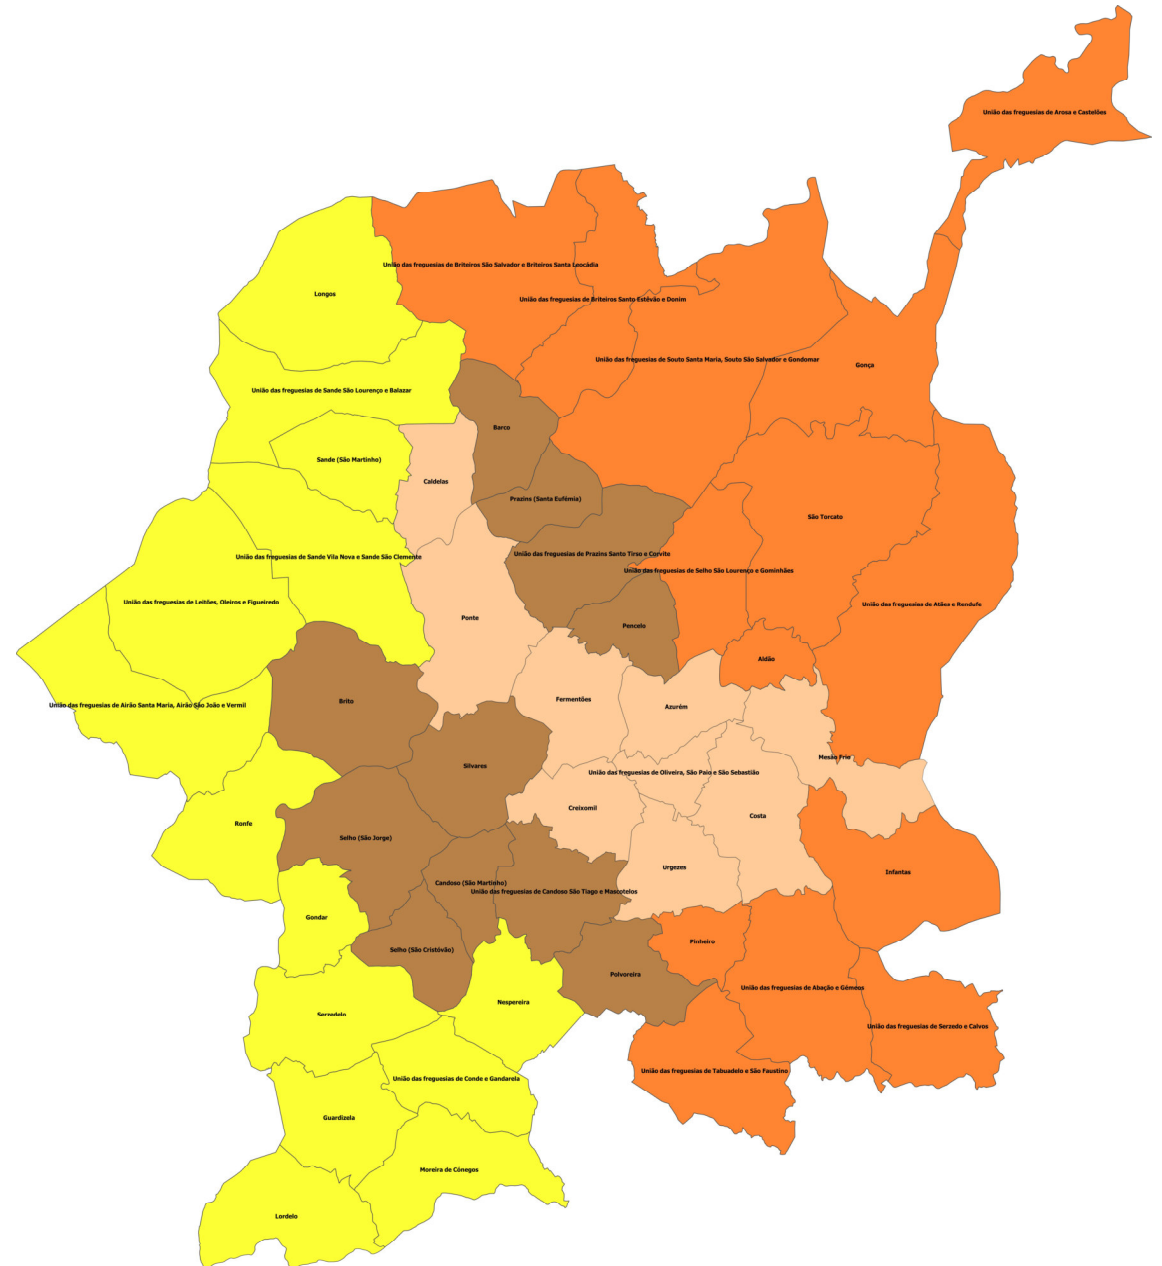 União das freguesias de Arosa e Castelões
União das freguesias de Briteiros São Salvador e Briteiros Santa Leocádia
Longos
União das freguesias de Briteiros Santo Estêvão e Donim
União das freguesias de Souto Santa Maria, Souto São Salvador e Gondomar
Gonça
União das freguesias de Sande São Lourenço e Balazar
Barco
Sande (São Martinho)
Caldelas
Prazins (Santa Eufémia)
São Torcato
União das freguesias de Prazins Santo Tirso e Corvite
União das freguesias de Sande Vila Nova e Sande São Clemente
União das freguesias de Selho São Lourenço e Gominhães
União das freguesias de Leitões, Oleiros e Figueiredo
União das freguesias de Atães e Rendufe
Ponte
Pencelo
Aldão
Brito
Fermentões
União das freguesias de Airão Santa Maria, Airão São João e Vermil
Azurém
Mesão Frio
Silvares
União das freguesias de Oliveira, São Paio e São Sebastião
Creixomil
Costa
Ronfe
Selho (São Jorge)
Urgezes
Infantas
Candoso (São Martinho)
União das freguesias de Candoso São Tiago e Mascotelos
Gondar
Pinheiro
Selho (São Cristóvão)
Polvoreira
União das freguesias de Abação e Gémeos
Nespereira
Serzedelo
União das freguesias de Serzedo e Calvos
União das freguesias de Tabuadelo e São Faustino
União das freguesias de Conde e Gandarela
Guardizela
Moreira de Cónegos
Lordelo